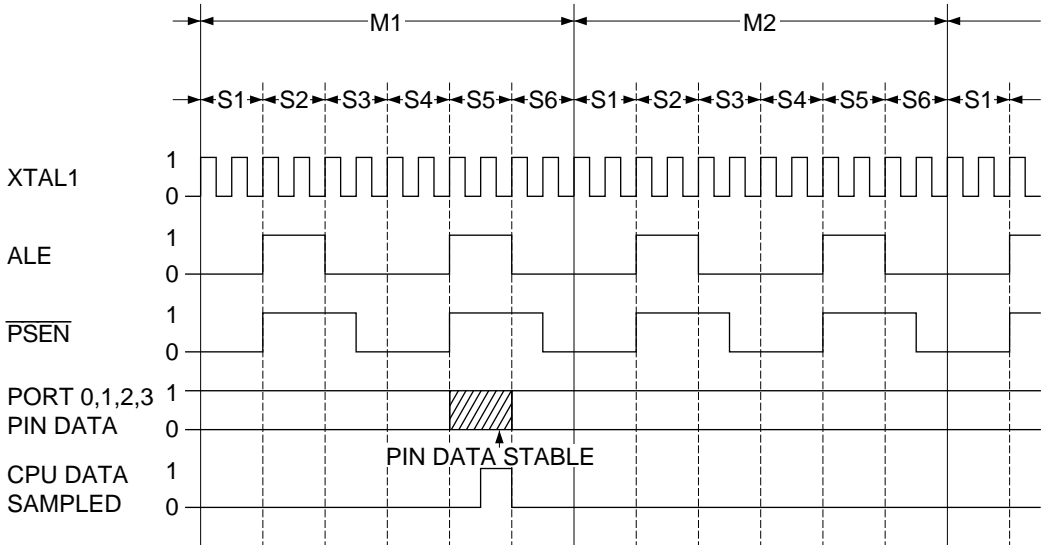 M1 M2
S1 S2 S3 S4 S5 S6 S1 S2 S3 S4 S5 S6 S1
XTAL1 1
0
ALE 1
0
PSEN 1
0
PORT 0,1,2,3 1
PIN DATA 0
PIN DATA STABLE
CPU DATA 1
SAMPLED 0